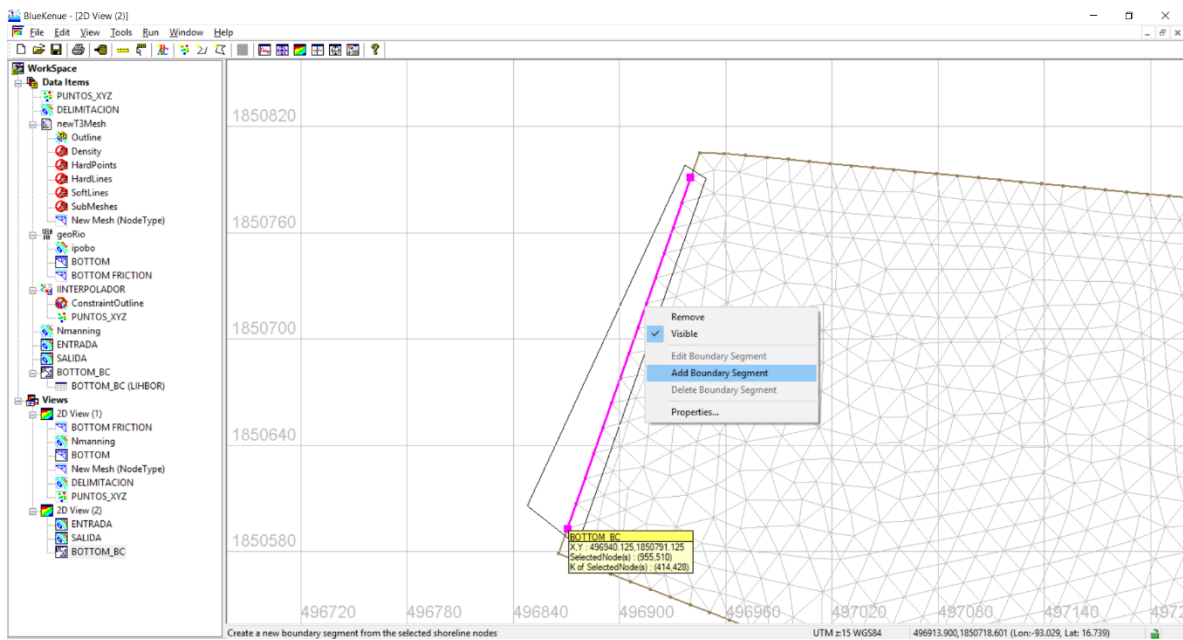 BlueKenue - [2D View (2)]
File Edit View Tools Run Window Help
WorkSpace
Data Items
PUNTOS_XYZ
DELIMITACION
newT3Mesh
Outline
Density
HardPoints
HardLines
SoftLines
SubMeshes
New Mesh (NodeType)
geoRio
ipobo
BOTTOM
BOTTOM FRICTION
IINTERPOLADOR
ConstraintOutline
PUNTOS_XYZ
Nmanning
ENTRADA
SALIDA
BOTTOM_BC
BOTTOM_BC (LIHBOR)
Views
2D View (1)
BOTTOM FRICTION
Nmanning
BOTTOM
New Mesh (NodeType)
DELIMITACION
PUNTOS_XYZ
2D View (2)
ENTRADA
SALIDA
BOTTOM_BC
1850820
1850760
1850700
1850640
1850580
Remove
Visible
Edit Boundary Segment
Add Boundary Segment
Delete Boundary Segment
Properties...
BOTTOM_BC
X,Y : 496940.125,1850791.125
SelectedNode(s) : (955,510)
K of SelectedNode(s) : (414,428)
496720 496780 496840 496900 496960 497020 497080 497140 4972
Create a new boundary segment from the selected shoreline nodes
UTM z:15 WGS84 496913.900,1850718.601 (Lon:-93.029, Lat: 16.739)